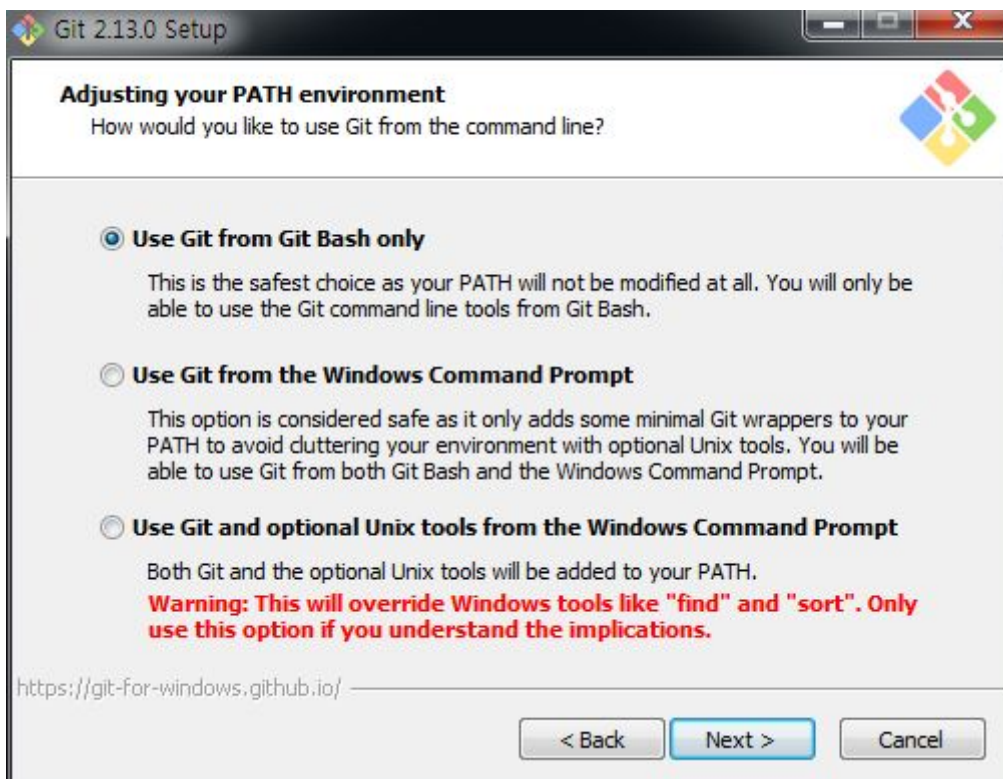 Git 2.13.0 Setup
Adjusting your PATH environment
How would you like to use Git from the command line?
Use Git from Git Bash only
This is the safest choice as your PATH will not be modified at all. You will only be
able to use the Git command line tools from Git Bash.
Use Git from the Windows Command Prompt
This option is considered safe as it only adds some minimal Git wrappers to your
PATH to avoid cluttering your environment with optional Unix tools. You will be
able to use Git from both Git Bash and the Windows Command Prompt.
Use Git and optional Unix tools from the Windows Command Prompt
Both Git and the optional Unix tools will be added to your PATH.
Warning: This will override Windows tools like "find" and "sort". Only
use this option if you understand the implications.
https://git-for-windows.github.io/
< Back Next > Cancel